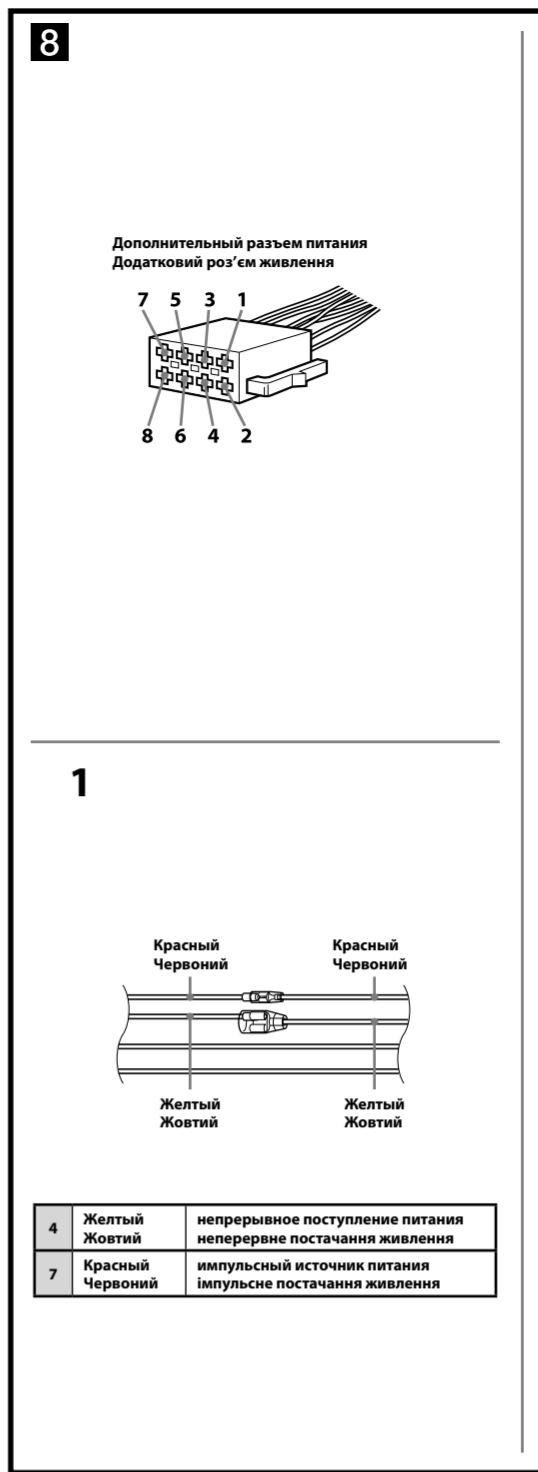 8
Дополнительный разъем питания
Додатковий роз’єм живлення
7 5 3 1
8 6 4 2
1
Красный Красный
Червоний Червоний
Желтый Желтый
Жовтий Жовтий
4 Желтый непрерывное поступление питания
Жовтий неперервне постачання живлення
7 Красный импульсный источник питания
Червоний імпульсне постачання живлення